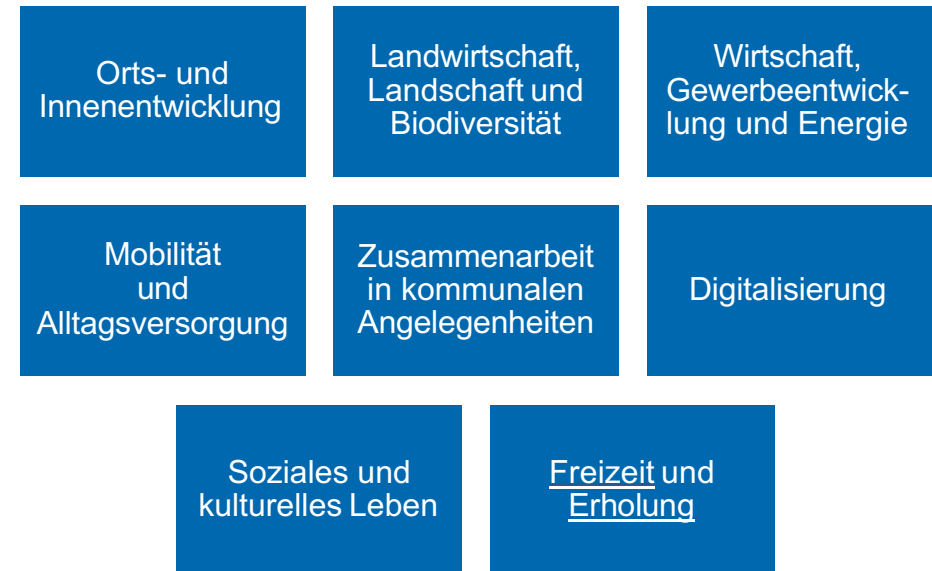 Orts- und
Innenentwicklung
Landwirtschaft,
Landschaft und
Biodiversität
Wirtschaft,
Gewerbeentwick-
lung und Energie
Mobilität
und
Alltagsversorgung
Zusammenarbeit
in kommunalen
Angelegenheiten
Digitalisierung
Soziales und
kulturelles Leben
Freizeit und
Erholung